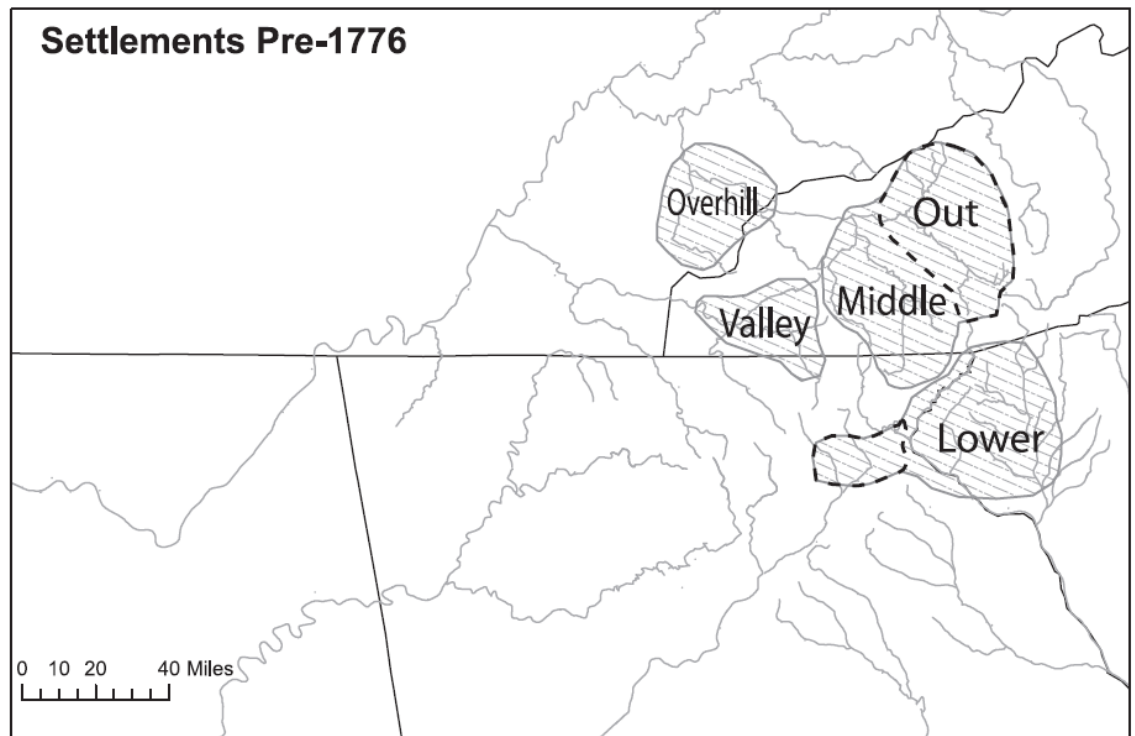 Settlements Pre-1776
Overhill
Out
Middle
Valley
Lower
0 10 20 40 Miles